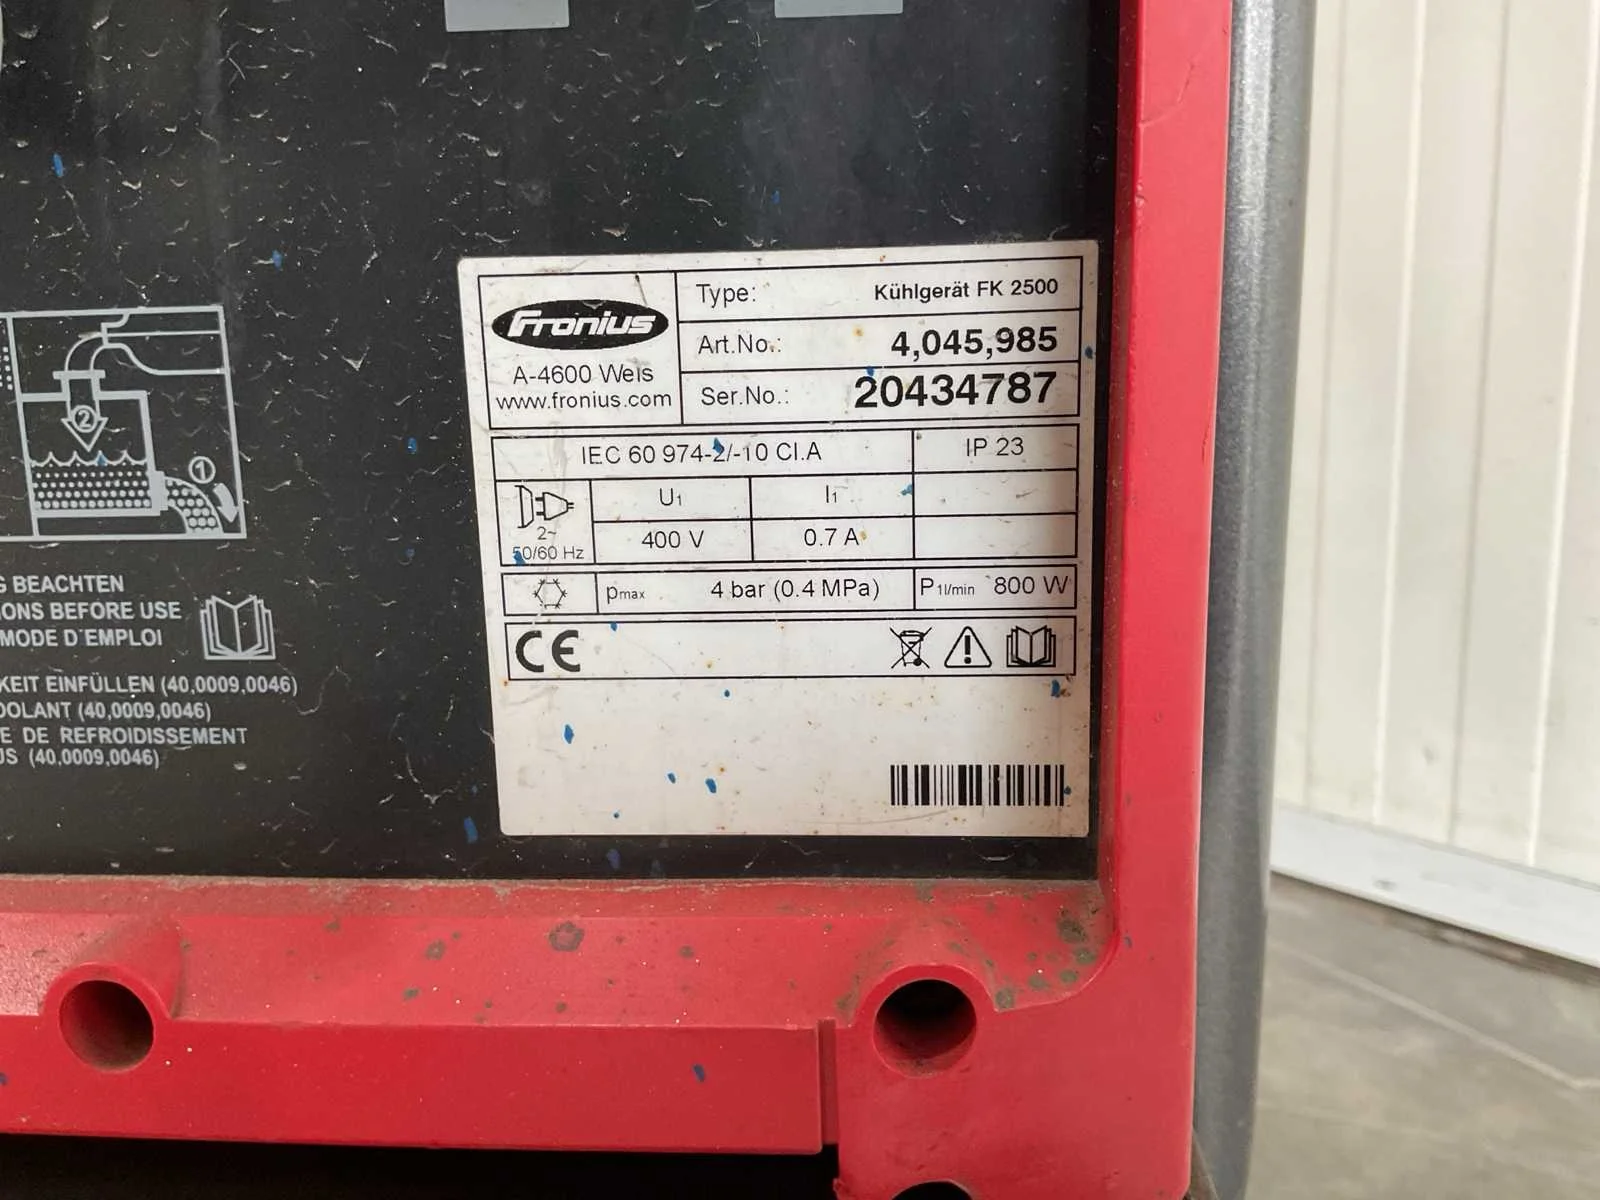 Fronius
A-4600 Wels
www.fronius.com
Type: Kühlgerät FK 2500
Art.No.: 4,045,985
Ser.No.: 20434787
IEC 60 974-2/-10 Cl.A IP 23
U1 I1
2~
50/60 Hz
400 V 0.7 A
pmax 4 bar (0.4 MPa) P1l/min 800 W
CE
2
1
BEACHTEN
IONS BEFORE USE
MODE D'EMPLOI
KEIT EINFÜLLEN (40,0009,0046)
OOLANT (40,0009,0046)
E DE REFROIDISSEMENT
US (40,0009,0046)